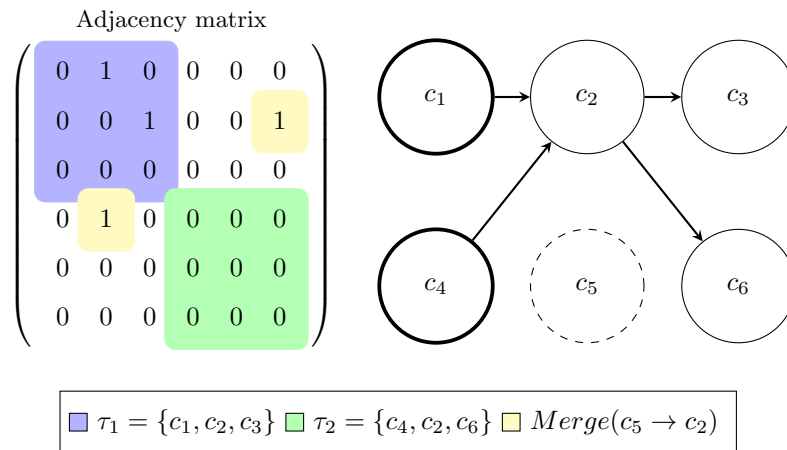 Adjacency matrix
0 1 0 0 0 0
0 0 1 0 0 1
0 0 0 0 0 0
0 1 0 0 0 0
0 0 0 0 0 0
0 0 0 0 0 0
c₁ c₂ c₃
c₄ c₅ c₆
τ₁ = {c₁, c₂, c₃} τ₂ = {c₄, c₂, c₆} Merge(c₅ → c₂)